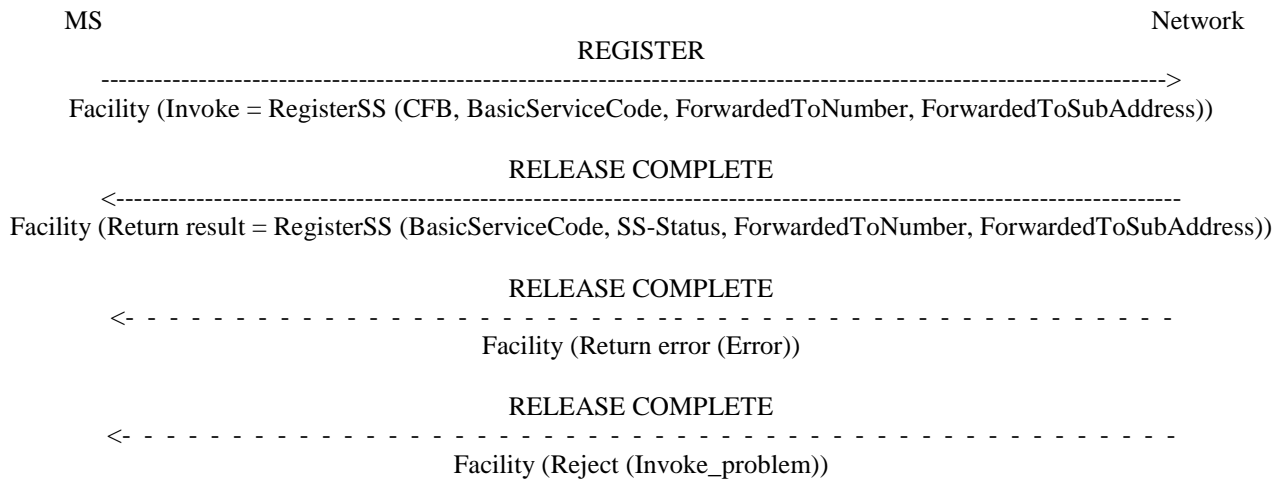 MS Network
REGISTER
------------------------------------------------------------------------------------------------------------------------>
Facility (Invoke = RegisterSS (CFB, BasicServiceCode, ForwardedToNumber, ForwardedToSubAddress))
RELEASE COMPLETE
<------------------------------------------------------------------------------------------------------------------------
Facility (Return result = RegisterSS (BasicServiceCode, SS-Status, ForwardedToNumber, ForwardedToSubAddress))
RELEASE COMPLETE
<- - - - - - - - - - - - - - - - - - - - - - - - - - - - - - - - - - - - - - - - - - - - - - - - - - - - - - - -
Facility (Return error (Error))
RELEASE COMPLETE
<- - - - - - - - - - - - - - - - - - - - - - - - - - - - - - - - - - - - - - - - - - - - - - - - - - - - - - - -
Facility (Reject (Invoke_problem))